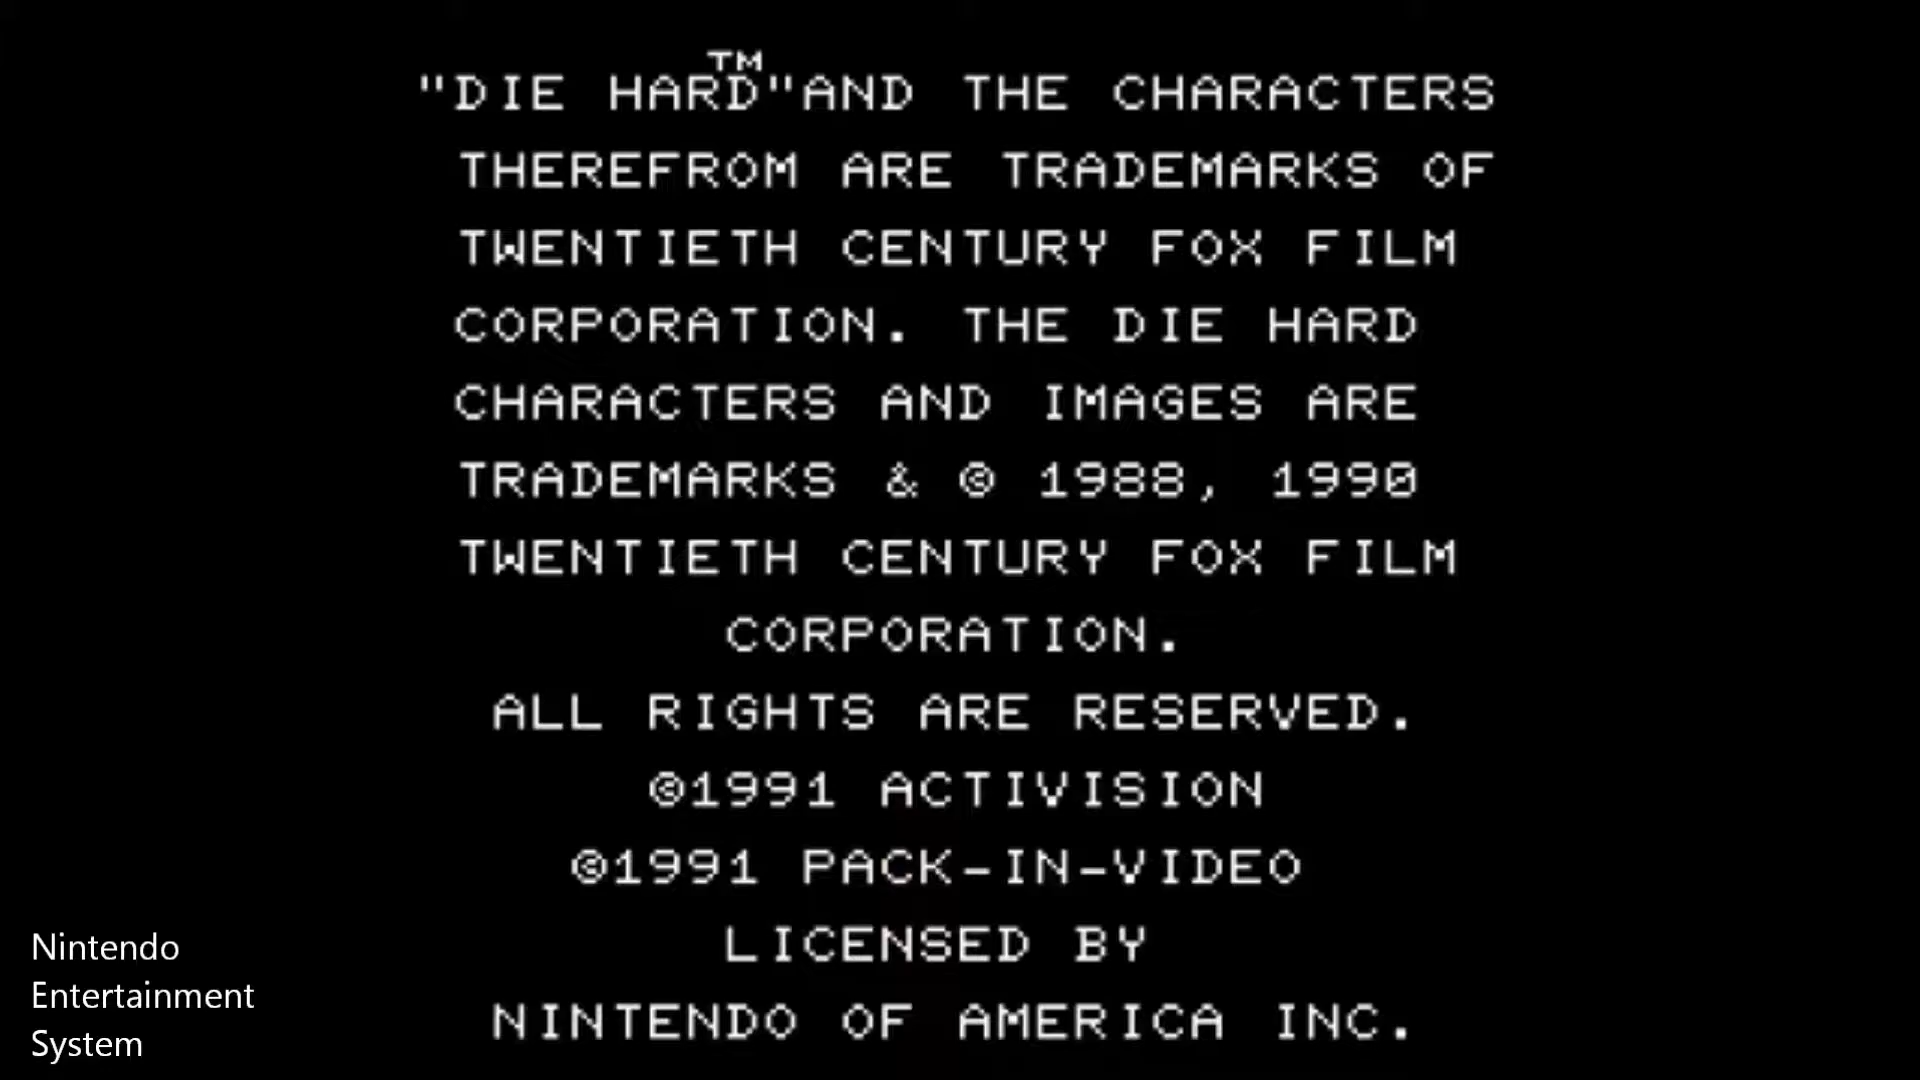 "DIE HARD™"AND THE CHARACTERS
THEREFROM ARE TRADEMARKS OF
TWENTIETH CENTURY FOX FILM
CORPORATION. THE DIE HARD
CHARACTERS AND IMAGES ARE
TRADEMARKS & © 1988, 1990
TWENTIETH CENTURY FOX FILM
CORPORATION.
ALL RIGHTS ARE RESERVED.
©1991 ACTIVISION
©1991 PACK-IN-VIDEO
LICENSED BY
NINTENDO OF AMERICA INC.
Nintendo
Entertainment
System